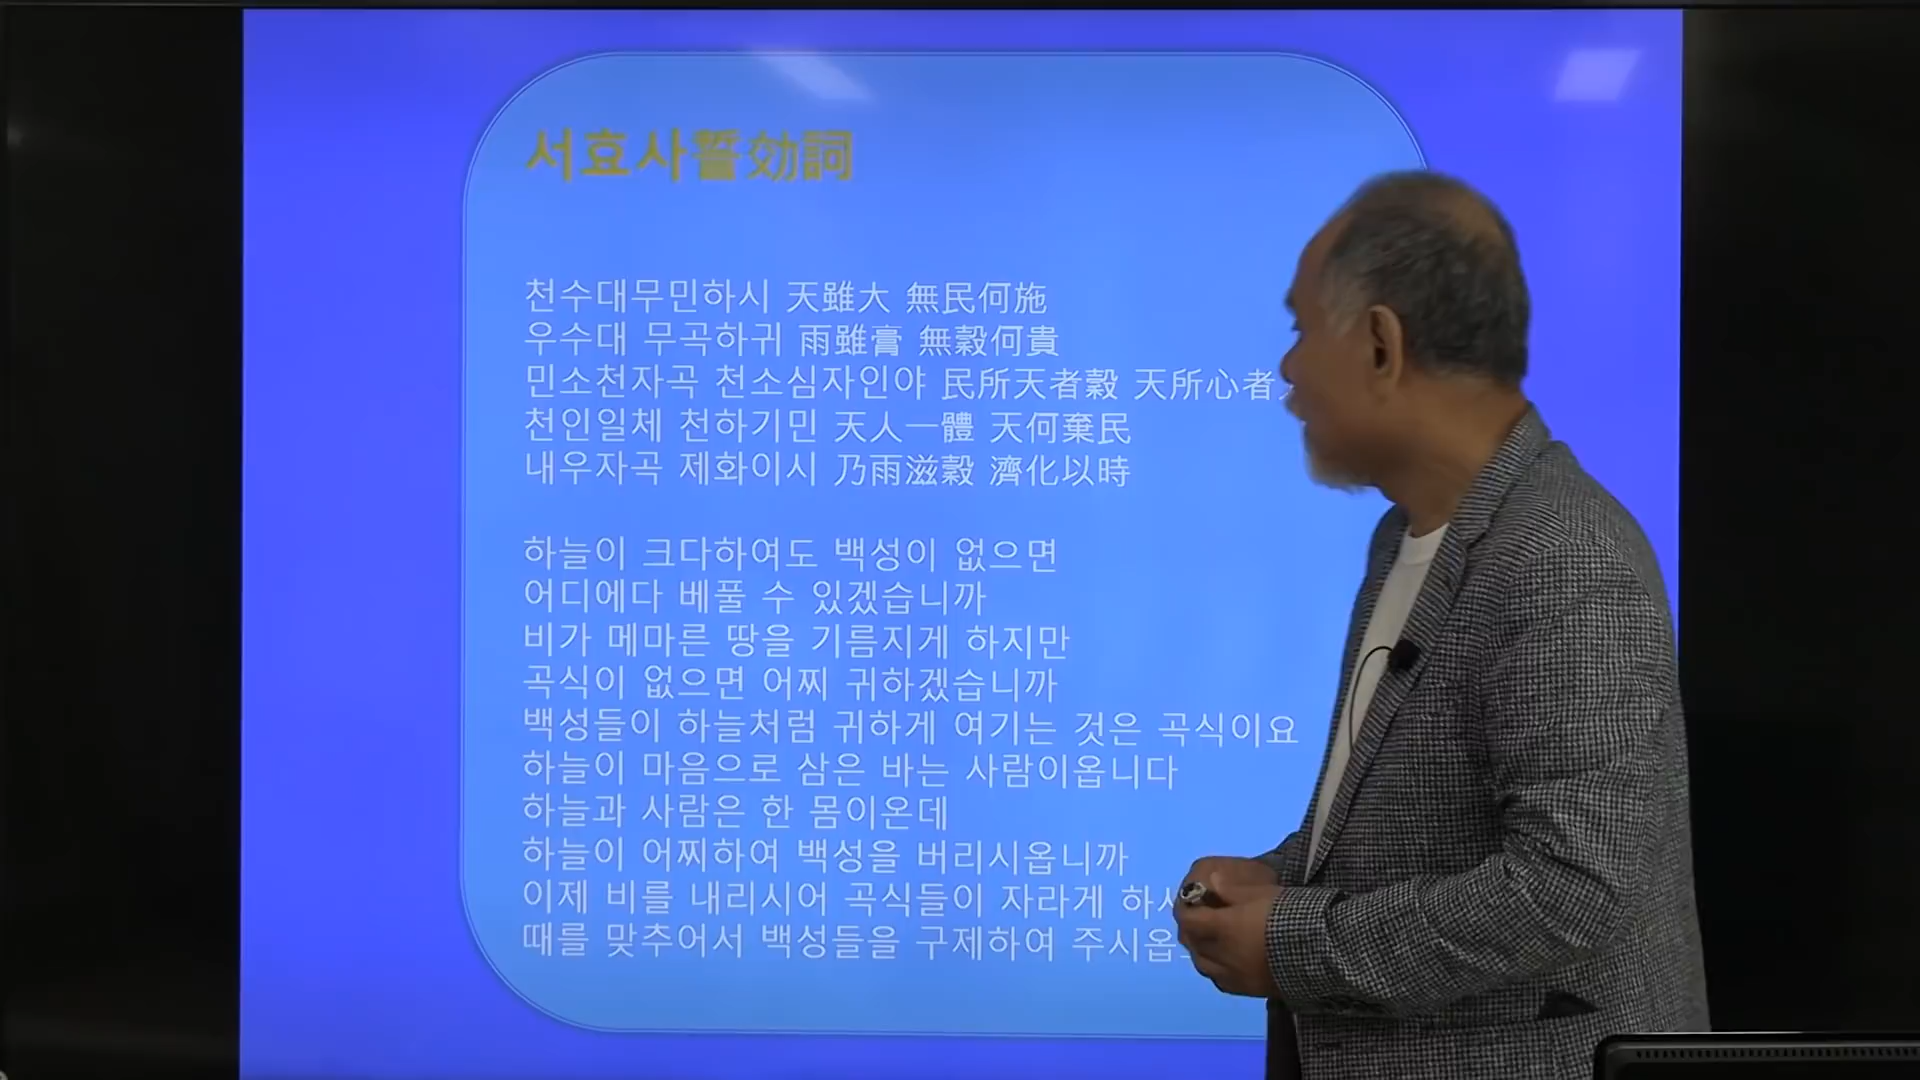 서효사誓効詞
천수대무민하시 天雖大 無民何施
우수대 무곡하귀 雨雖膏 無穀何貴
민소천자곡 천소심자인야 民所天者穀 天所心者
천인일체 천하기민 天人一體 天何棄民
내우자곡 제화이시 乃雨滋穀 濟化以時
하늘이 크다하여도 백성이 없으면
어디에다 베풀 수 있겠습니까
비가 메마른 땅을 기름지게 하지만
곡식이 없으면 어찌 귀하겠습니까
백성들이 하늘처럼 귀하게 여기는 것은 곡식이요
하늘이 마음으로 삼은 바는 사람이옵니다
하늘과 사람은 한 몸이온데
하늘이 어찌하여 백성을 버리시옵니까
이제 비를 내리시어 곡식들이 자라게
때를 맞추어서 백성들을 구제하여